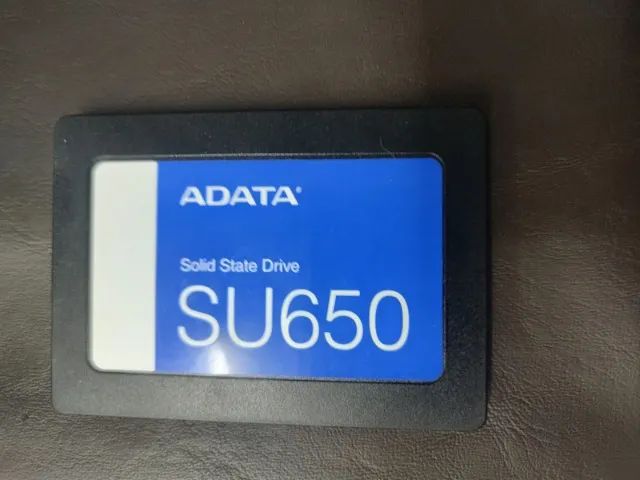 ADATA
Solid State Drive
SU650